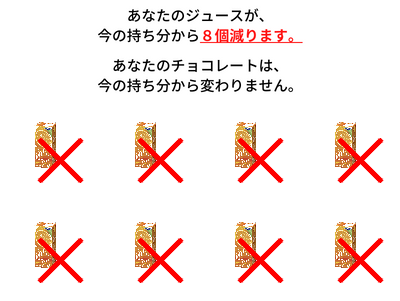 あなたのジュースが、
今の持ち分から８個減ります。
あなたのチョコレートは、
今の持ち分から変わりません。